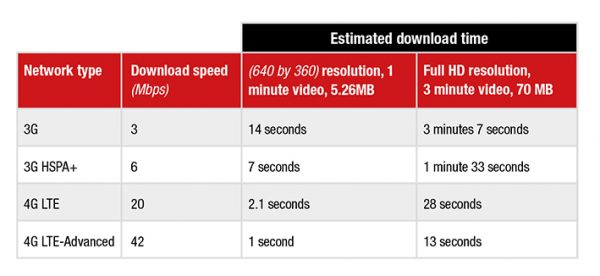 Estimated download time
Network type Download speed (640 by 360) resolution, 1 Full HD resolution,
(Mbps) minute video, 5.26MB 3 minute video, 70 MB
3G 3 14 seconds 3 minutes 7 seconds
3G HSPA+ 6 7 seconds 1 minute 33 seconds
4G LTE 20 2.1 seconds 28 seconds
4G LTE-Advanced 42 1 second 13 seconds